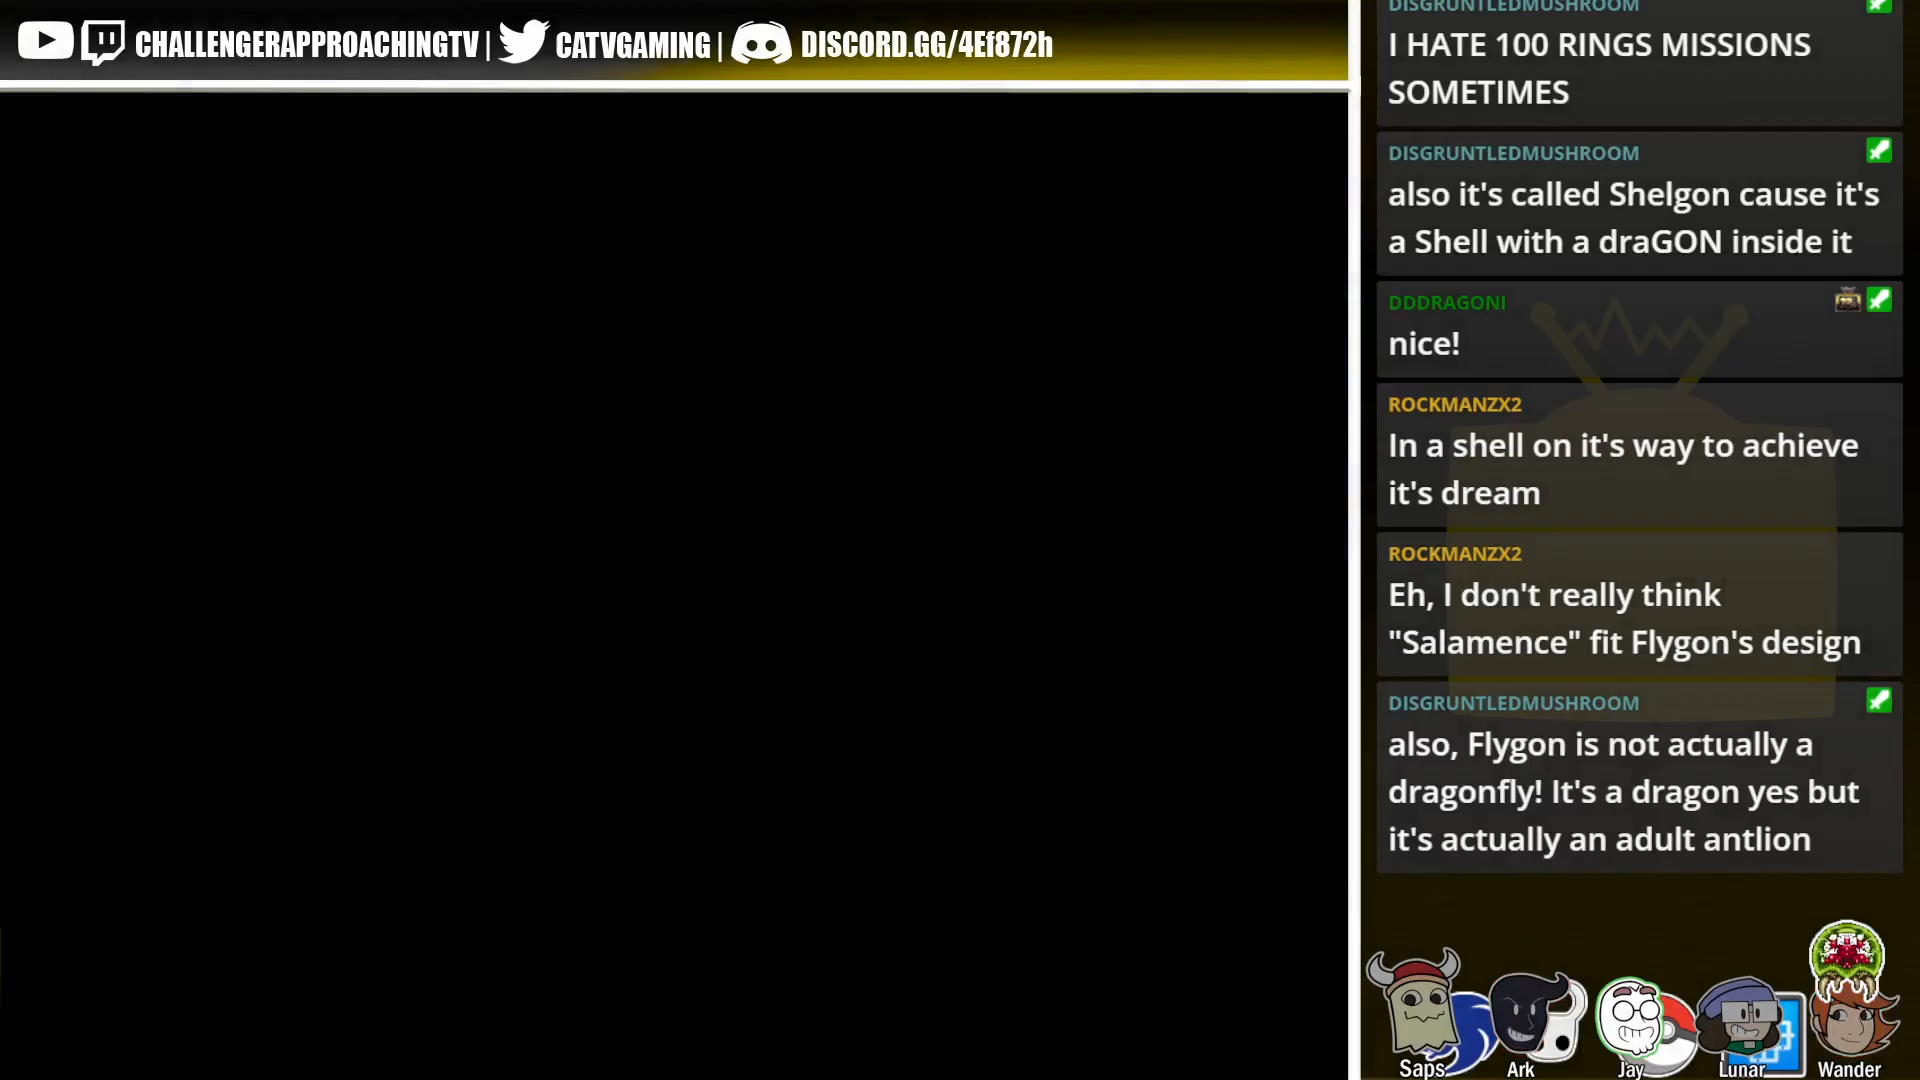 CHALLENGERAPPROACHINGTV | CATVGAMING | DISCORD.GG/4Ef872h
DISGRUNTLEDMUSHROOM
I HATE 100 RINGS MISSIONS
SOMETIMES
DISGRUNTLEDMUSHROOM
also it's called Shelgon cause it's
a Shell with a draGON inside it
DDDRAGONI
nice!
ROCKMANZX2
In a shell on it's way to achieve
it's dream
ROCKMANZX2
Eh, I don't really think
"Salamence" fit Flygon's design
DISGRUNTLEDMUSHROOM
also, Flygon is not actually a
dragonfly! It's a dragon yes but
it's actually an adult antlion
Saps Ark Jay Lunar Wander